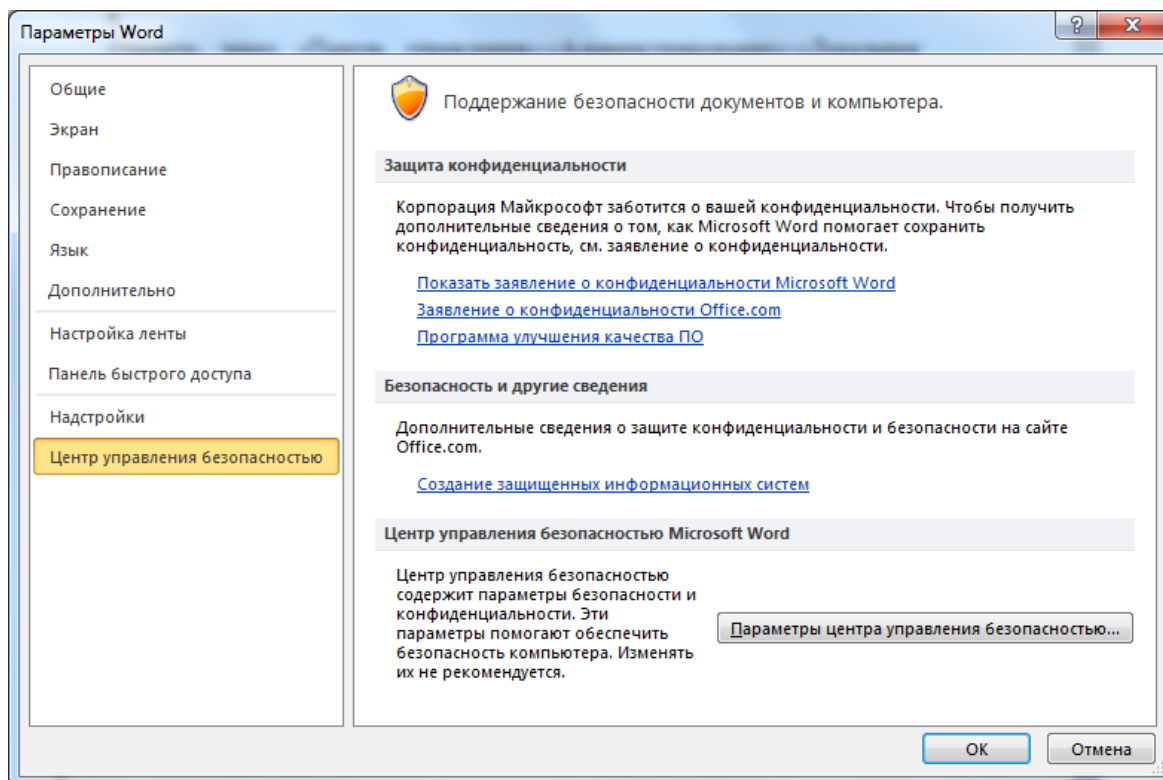 Параметры Word
Общие
Экран
Правописание
Сохранение
Язык
Дополнительно
Настройка ленты
Панель быстрого доступа
Надстройки
Центр управления безопасностью
Поддержание безопасности документов и компьютера.
Защита конфиденциальности
Корпорация Майкрософт заботится о вашей конфиденциальности. Чтобы получить
дополнительные сведения о том, как Microsoft Word помогает сохранить
конфиденциальность, см. заявление о конфиденциальности.
Показать заявление о конфиденциальности Microsoft Word
Заявление о конфиденциальности Office.com
Программа улучшения качества ПО
Безопасность и другие сведения
Дополнительные сведения о защите конфиденциальности и безопасности на сайте
Office.com.
Создание защищенных информационных систем
Центр управления безопасностью Microsoft Word
Центр управления безопасностью
содержит параметры безопасности и
конфиденциальности. Эти
параметры помогают обеспечить
безопасность компьютера. Изменять
их не рекомендуется.
Параметры центра управления безопасностью...
ОК
Отмена